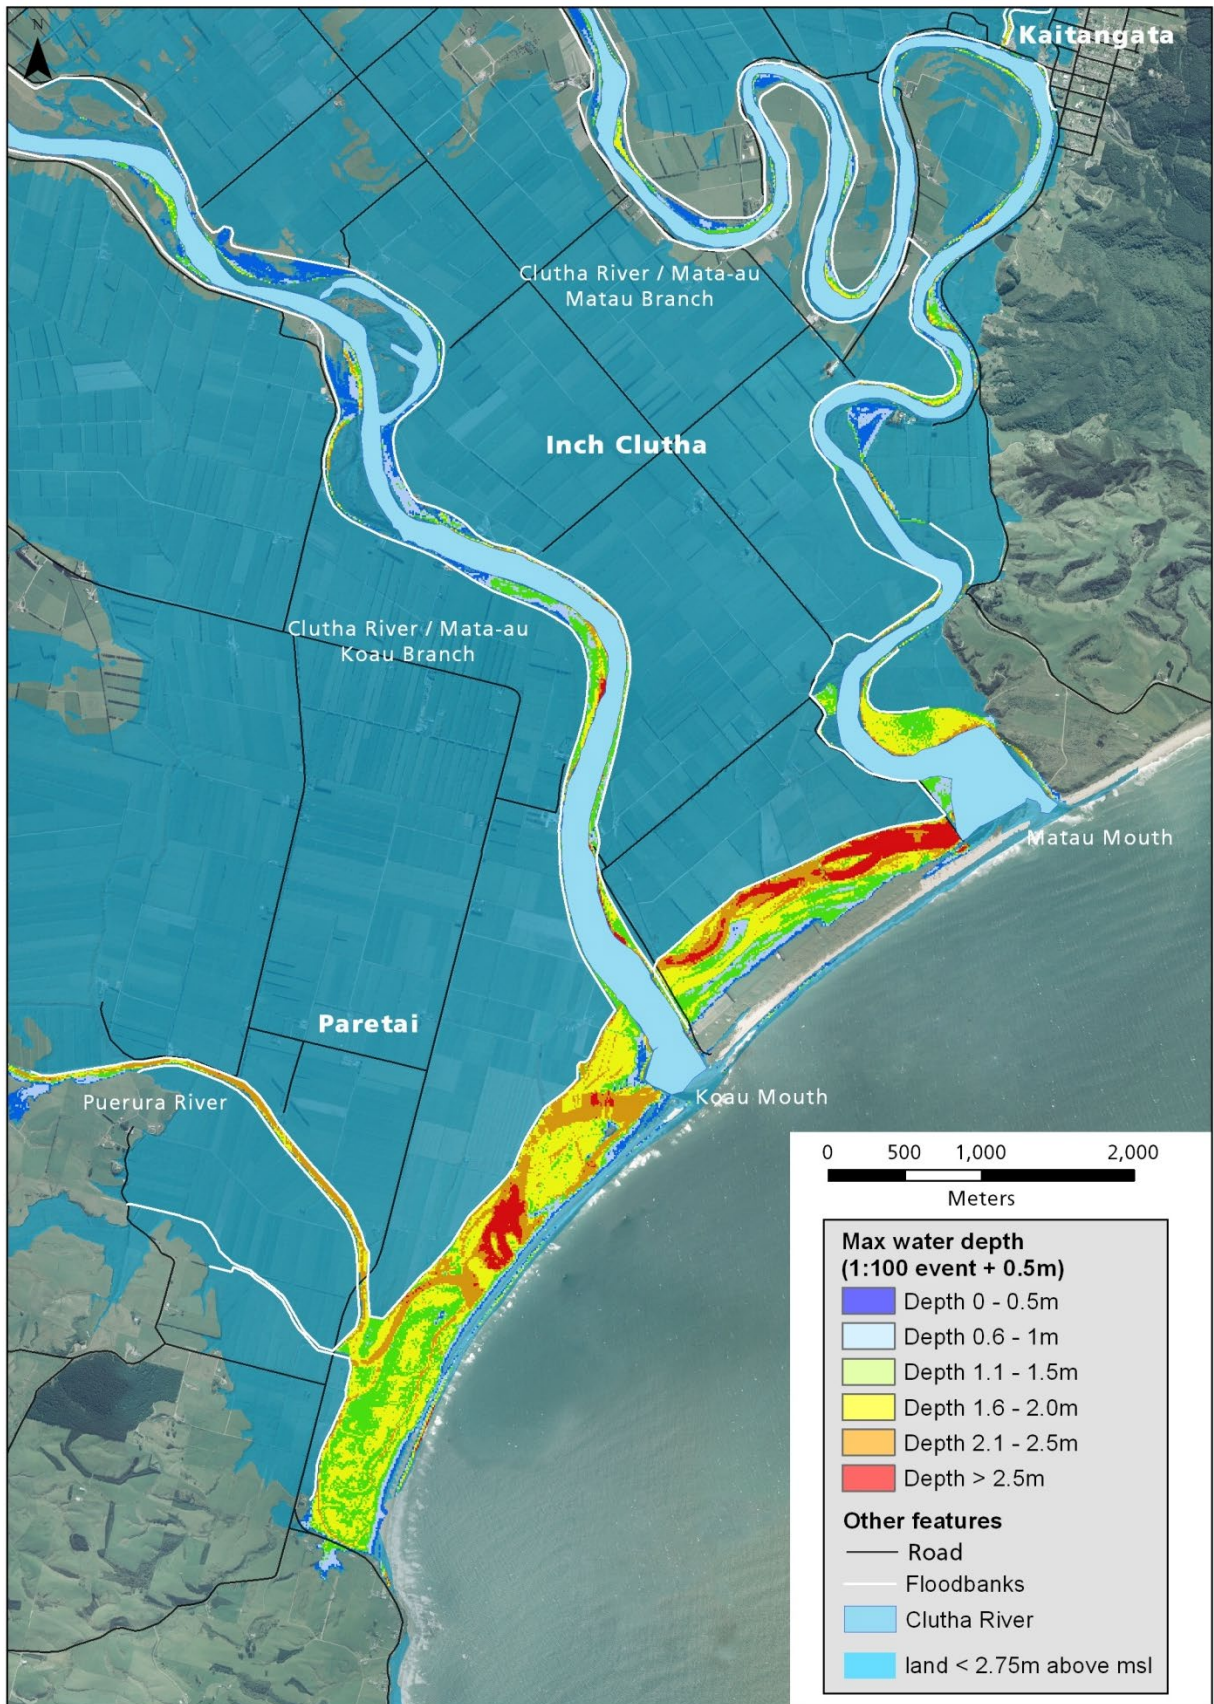 N
Kaitangata
Clutha River / Mata-au
Matau Branch
Inch Clutha
Clutha River / Mata-au
Koau Branch
Matau Mouth
Paretai
Puerura River
Koau Mouth
0 500 1,000 2,000
Meters
Max water depth
(1:100 event + 0.5m)
Depth 0 - 0.5m
Depth 0.6 - 1m
Depth 1.1 - 1.5m
Depth 1.6 - 2.0m
Depth 2.1 - 2.5m
Depth > 2.5m
Other features
Road
Floodbanks
Clutha River
land < 2.75m above msl